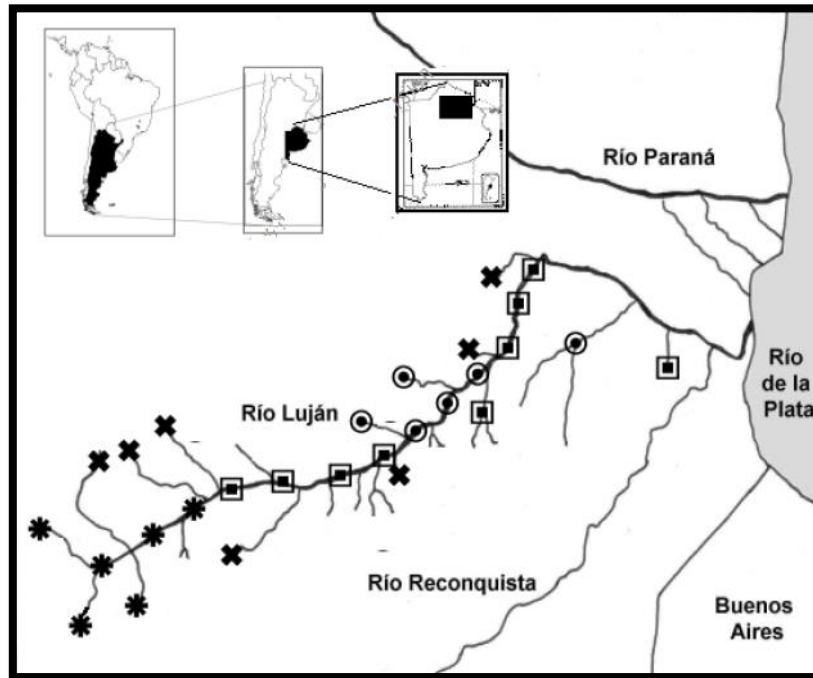 Río Paraná
Río
de la
Plata
Río Luján
Río Reconquista
Buenos
Aires